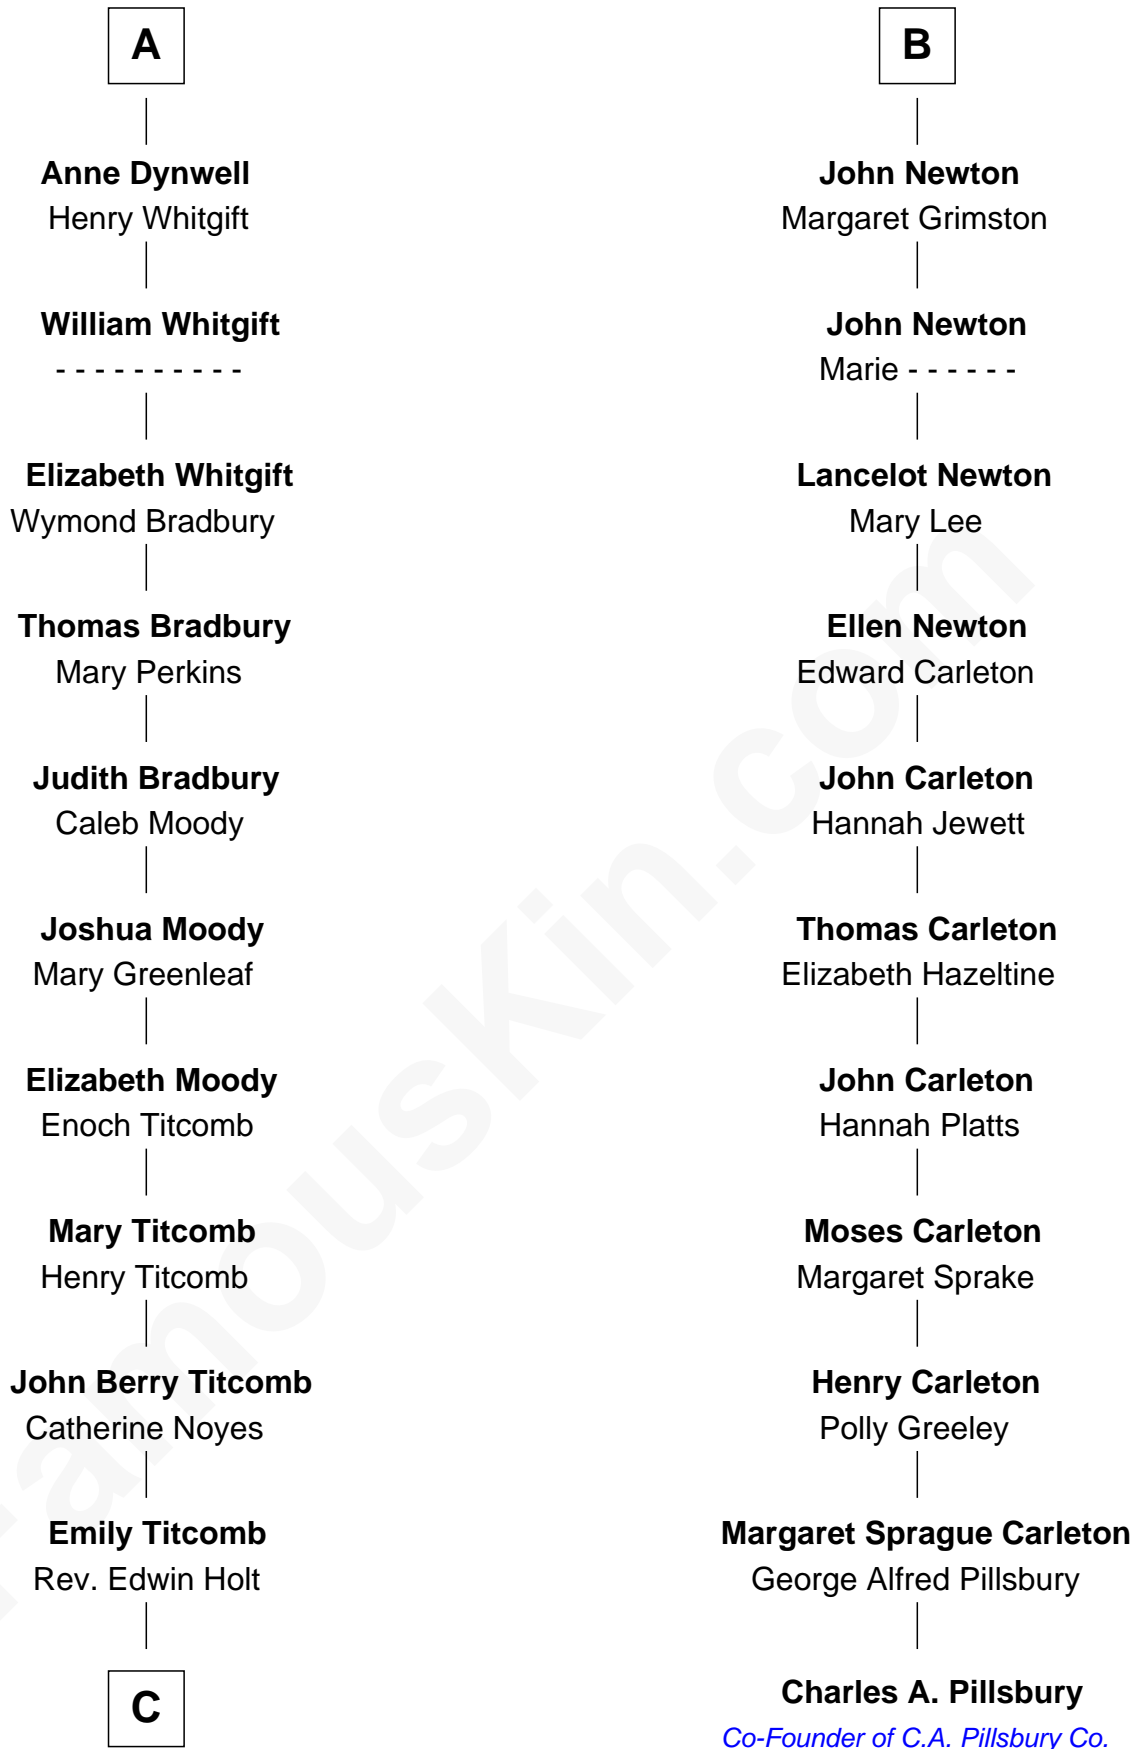 A
Anne Dynwell
Henry Whitgift
William Whitgift
- - - - - - - - - -
Elizabeth Whitgift
Wymond Bradbury
Thomas Bradbury
Mary Perkins
Judith Bradbury
Caleb Moody
Joshua Moody
Mary Greenleaf
Elizabeth Moody
Enoch Titcomb
Mary Titcomb
Henry Titcomb
John Berry Titcomb
Catherine Noyes
Emily Titcomb
Rev. Edwin Holt
C
B
John Newton
Margaret Grimston
John Newton
Marie - - - - - -
Lancelot Newton
Mary Lee
Ellen Newton
Edward Carleton
John Carleton
Hannah Jewett
Thomas Carleton
Elizabeth Hazeltine
John Carleton
Hannah Platts
Moses Carleton
Margaret Sprake
Henry Carleton
Polly Greeley
Margaret Sprague Carleton
George Alfred Pillsbury
Charles A. Pillsbury
Co-Founder of C.A. Pillsbury Co.
FamousKin.com